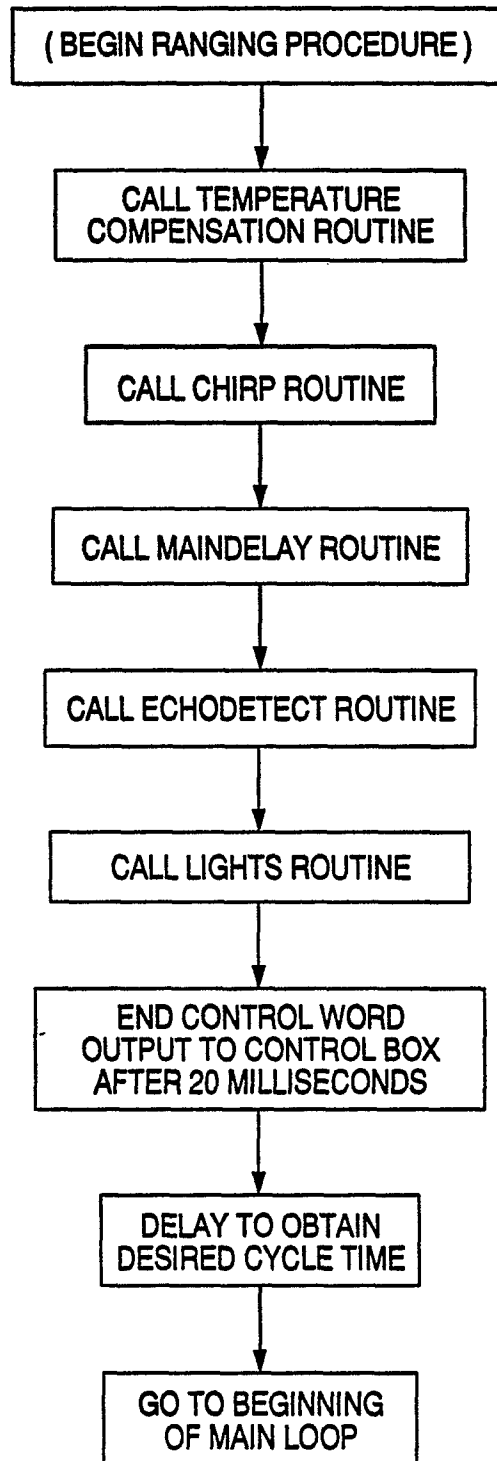 ( BEGIN RANGING PROCEDURE )
CALL TEMPERATURE
COMPENSATION ROUTINE
CALL CHIRP ROUTINE
CALL MAINDELAY ROUTINE
CALL ECHODETECT ROUTINE
CALL LIGHTS ROUTINE
END CONTROL WORD
OUTPUT TO CONTROL BOX
AFTER 20 MILLISECONDS
DELAY TO OBTAIN
DESIRED CYCLE TIME
GO TO BEGINNING
OF MAIN LOOP